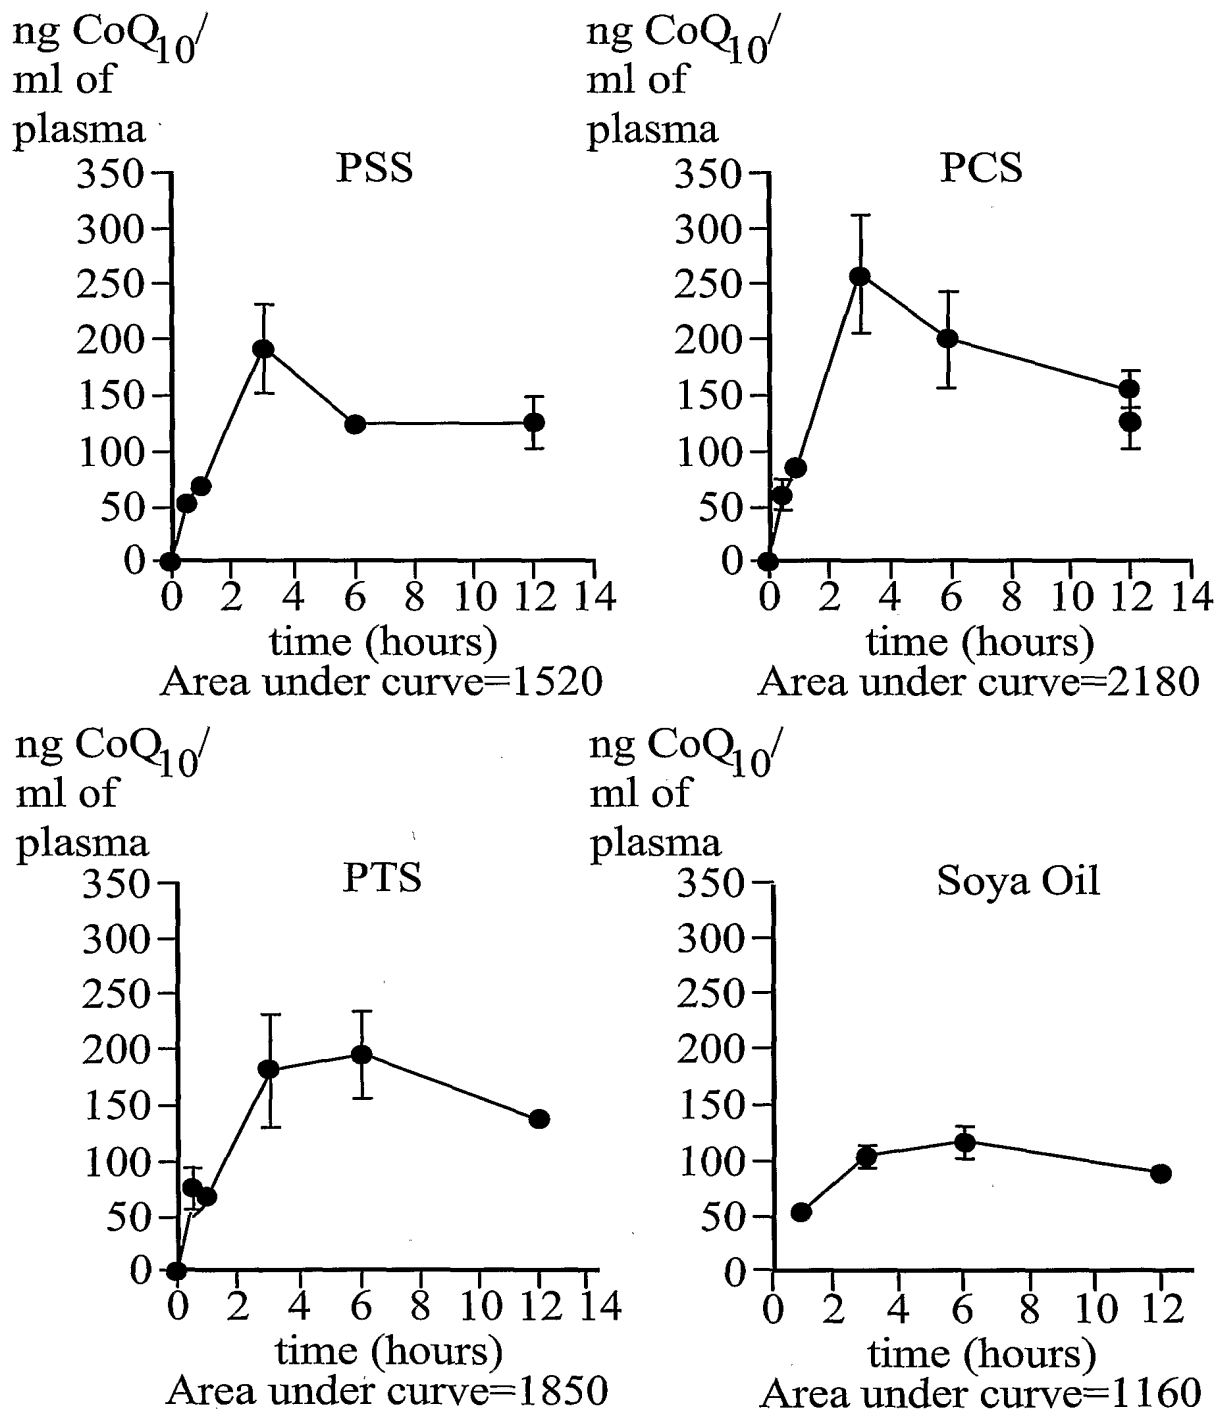 ng CoQ10/
ml of
plasma
PSS
350
300
250
200
150
100
50
0
0 2 4 6 8 10 12 14
time (hours)
Area under curve=1520
ng CoQ10/
ml of
plasma
PCS
350
300
250
200
150
100
50
0
0 2 4 6 8 10 12 14
time (hours)
Area under curve=2180
ng CoQ10/
ml of
plasma
PTS
350
300
250
200
150
100
50
0
0 2 4 6 8 10 12 14
time (hours)
Area under curve=1850
ng CoQ10/
ml of
plasma
Soya Oil
350
300
250
200
150
100
50
0
0 2 4 6 8 10 12
time (hours)
Area under curve=1160